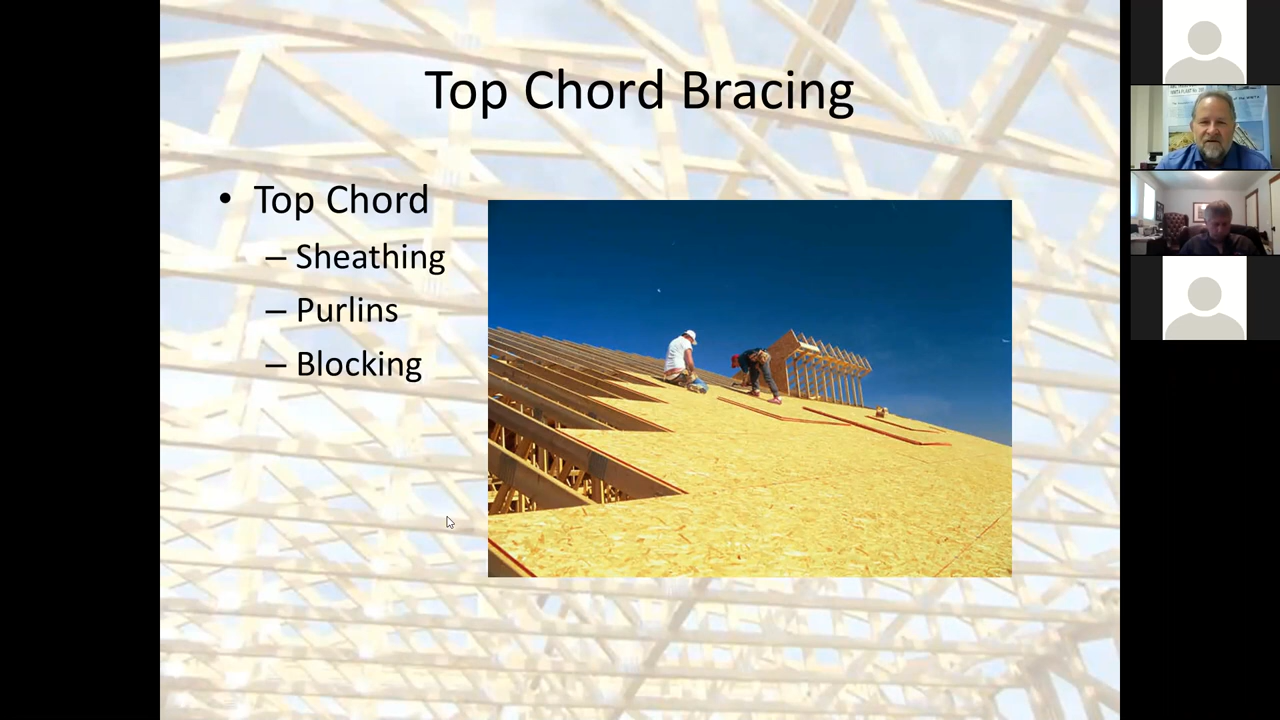 Top Chord Bracing
• Top Chord
– Sheathing
– Purlins
– Blocking